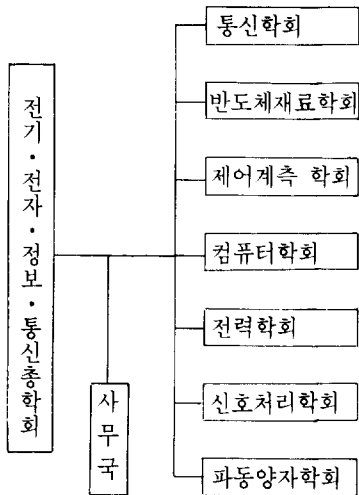 전기·전자·정보·통신총학회
사무국
통신학회
반도체재료학회
제어계측 학회
컴퓨터학회
전력학회
신호처리학회
파동양자학회